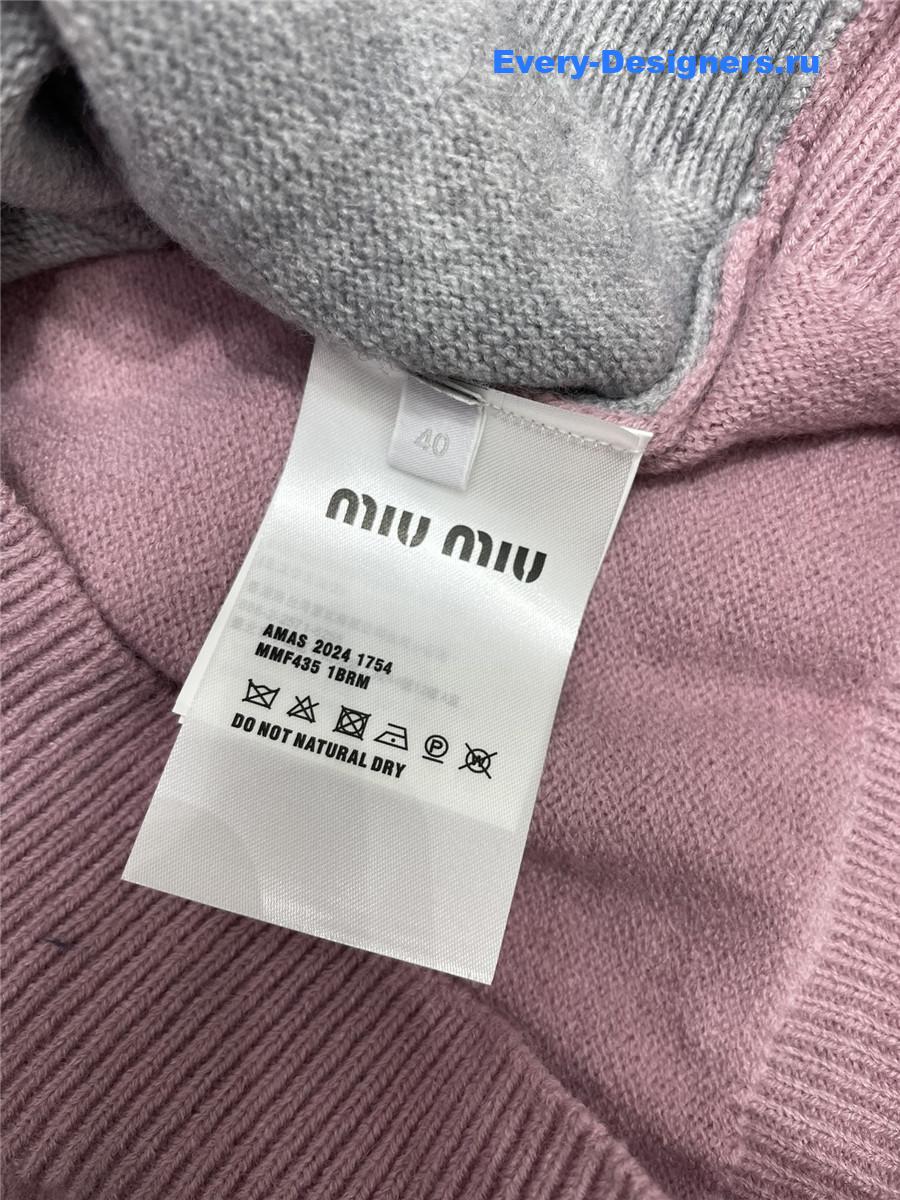 Every-Designers.ru
40
MIU MIU
AMAS 2024 1754
MMF435 1BRM
P
W
DO NOT NATURAL DRY